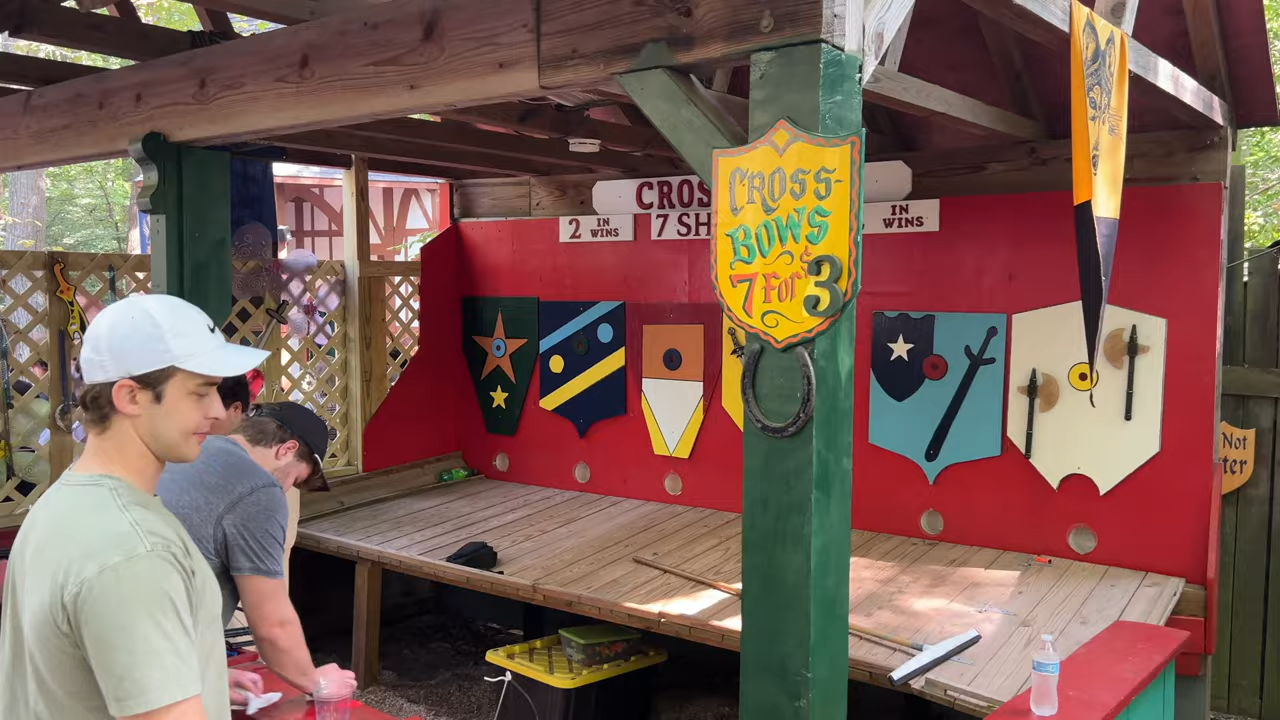 CROS
2 IN WINS
7 SH
IN WINS
CROSS-
BOWS
7 FOR 3
Not
ter